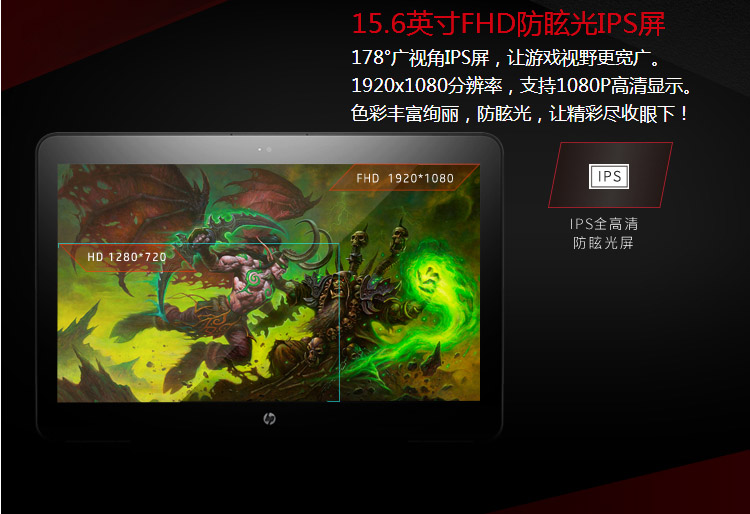 15.6英寸FHD防眩光IPS屏
178°广视角IPS屏，让游戏视野更宽广。
1920x1080分辨率，支持1080P高清显示。
色彩丰富绚丽，防眩光，让精彩尽收眼下！
FHD 1920*1080
HD 1280*720
IPS
IPS全高清
防眩光屏
hp